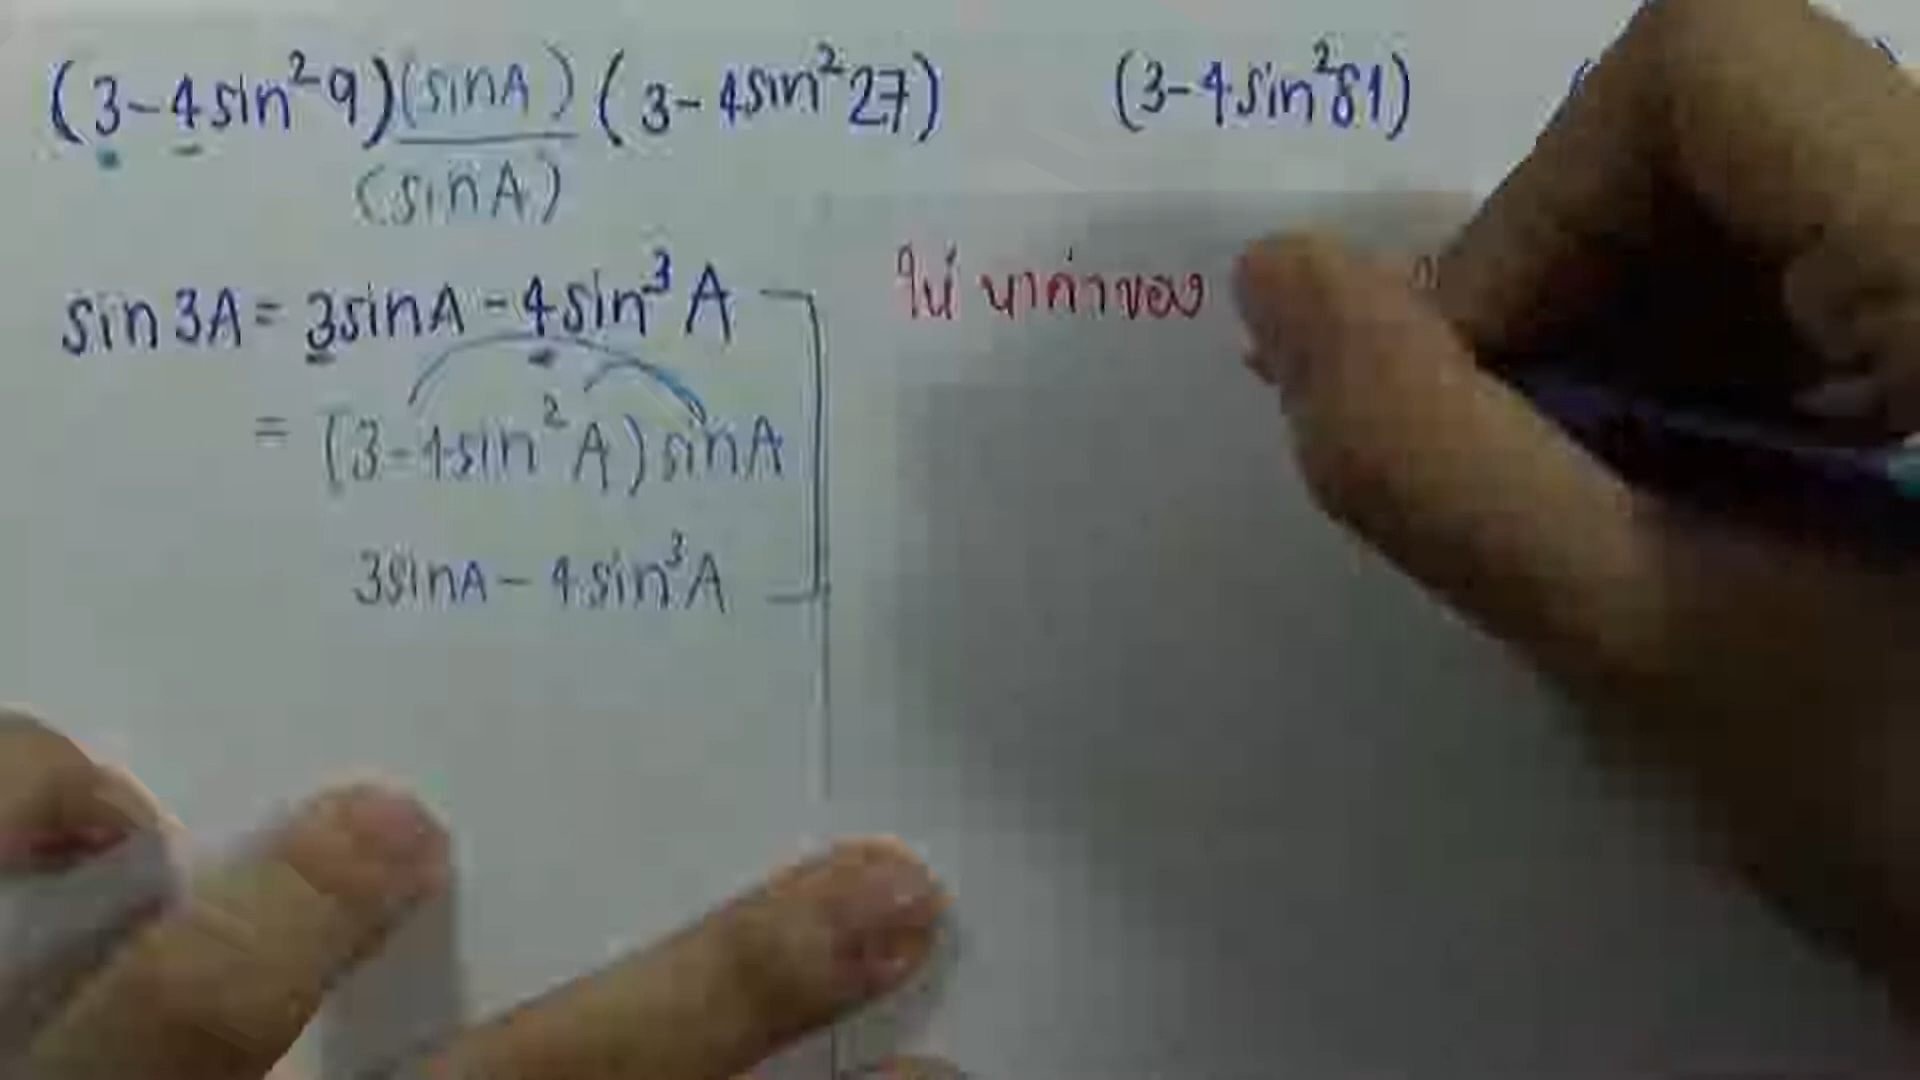 (3-4sin²9)(sinA) (3-4sin²27) (3-4sin²81) (
(sinA)
sin3A = 3sinA - 4sin³A
ให้ หาค่าของ
= (3-4sin²A)sinA
3sinA - 4sin³A